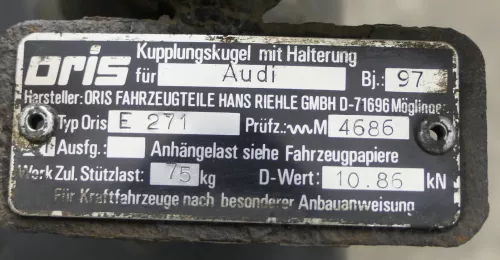 ORIS Kupplungskugel mit Halterung
für Audi Bj.: 97
Hersteller: ORIS FAHRZEUGTEILE HANS RIEHLE GMBH D-71696 Möglingen
Typ Oris E 271 Prüfz.: M 4686
Ausfg.: Anhängelast siehe Fahrzeugpapiere
Zul. Stützlast: 75 kg D-Wert: 10.86 kN
Für Kraftfahrzeuge nach besonderer Anbauanweisung